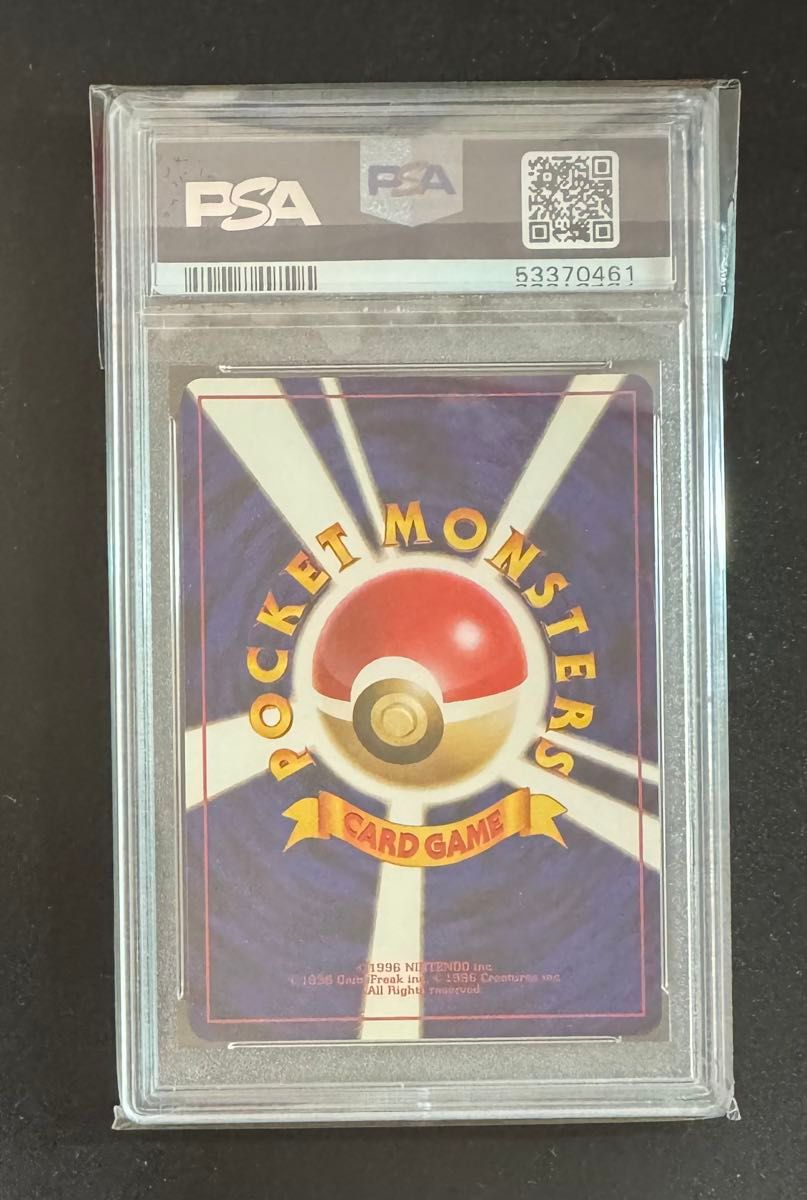 PSA
PSA
53370461
POCKET MONSTERS
CARD GAME
©1996 NINTENDO inc.
©1996 Game Freak inc. ©1996 Creatures inc.
All Rights reserved.